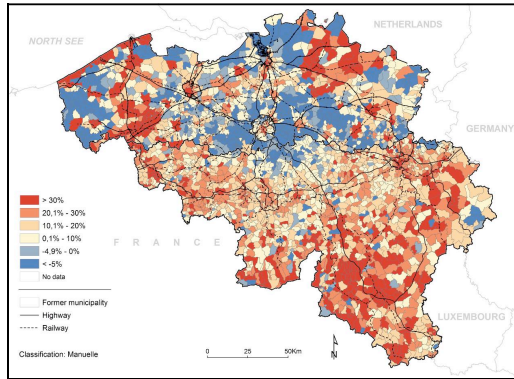 NORTH SEE
NETHERLANDS
GERMANY
> 30%
20,1% - 30%
10,1% - 20%
0,1% - 10%
-4,9% - 0%
< -5%
No data
FRANCE
Former municipality
Highway
Railway
LUXEMBOURG
Classification: Manuelle
0 25 50Km
N